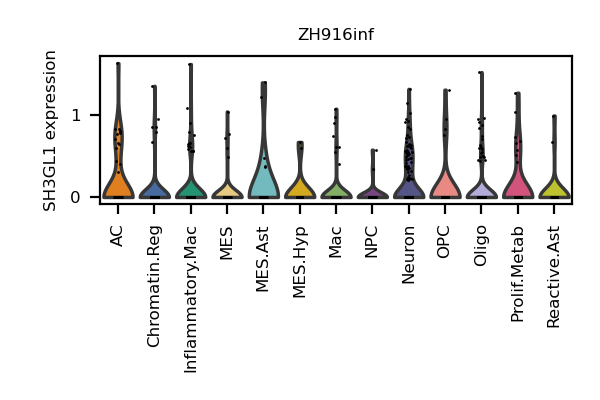 ZH916inf
SH3GL1 expression
1
0
AC
Chromatin.Reg
Inflammatory.Mac
MES
MES.Ast
MES.Hyp
Mac
NPC
Neuron
OPC
Oligo
Prolif.Metab
Reactive.Ast